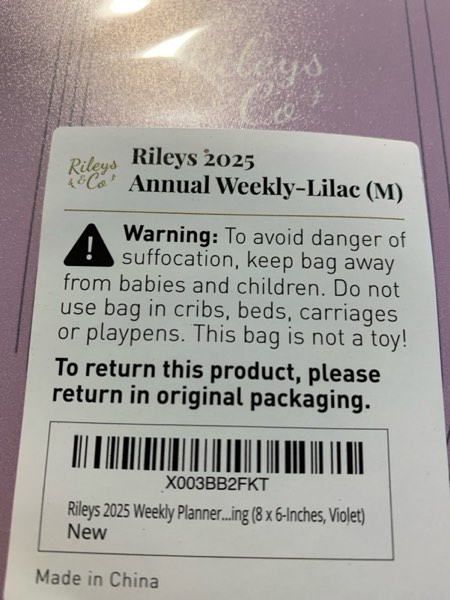 Rileys
& Co
Rileys
& Co
Rileys 2025
Annual Weekly-Lilac (M)
Warning: To avoid danger of
suffocation, keep bag away
from babies and children. Do not
use bag in cribs, beds, carriages
or playpens. This bag is not a toy!
To return this product, please
return in original packaging.
X003BB2FKT
Rileys 2025 Weekly Planner...ing (8 x 6-Inches, Violet)
New
Made in China